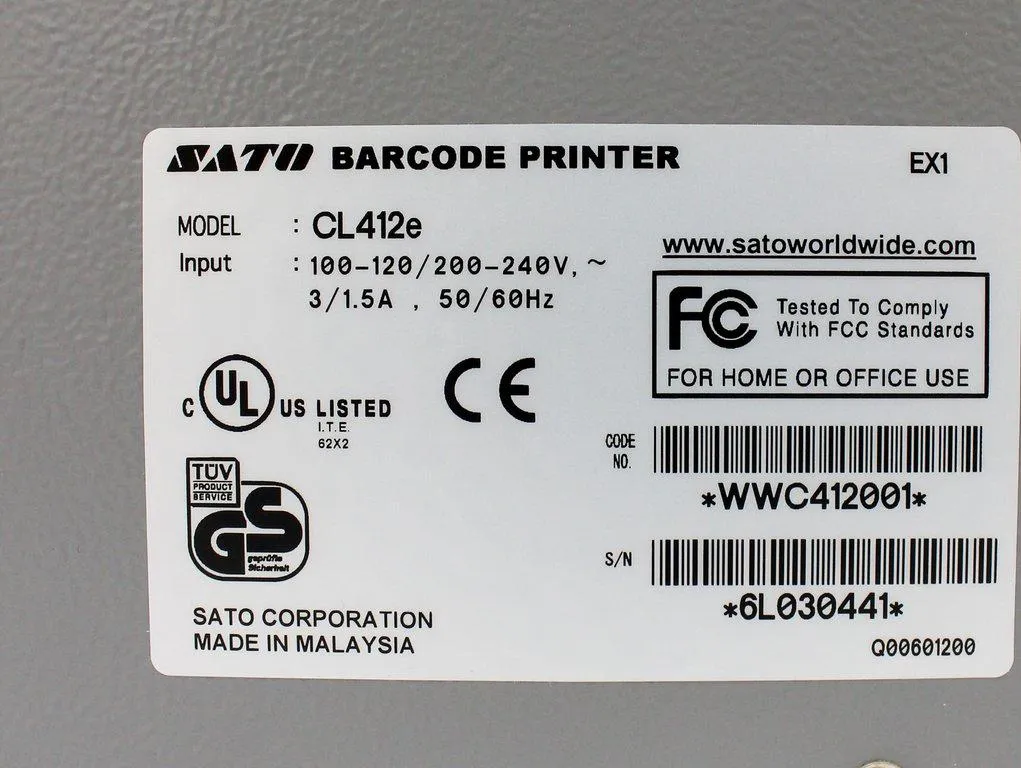 SATO BARCODE PRINTER EX1
MODEL : CL412e
Input : 100-120/200-240V, ~
3/1.5A , 50/60Hz
www.satoworldwide.com
FC Tested To Comply
With FCC Standards
FOR HOME OR OFFICE USE
C UL US LISTED
I.T.E.
62X2
CE
TÜV
PRODUCT
SERVICE
GS
geprüfte
Sicherheit
CODE
NO.
*WWC412001*
S/N
*6L030441*
SATO CORPORATION
MADE IN MALAYSIA
Q00601200